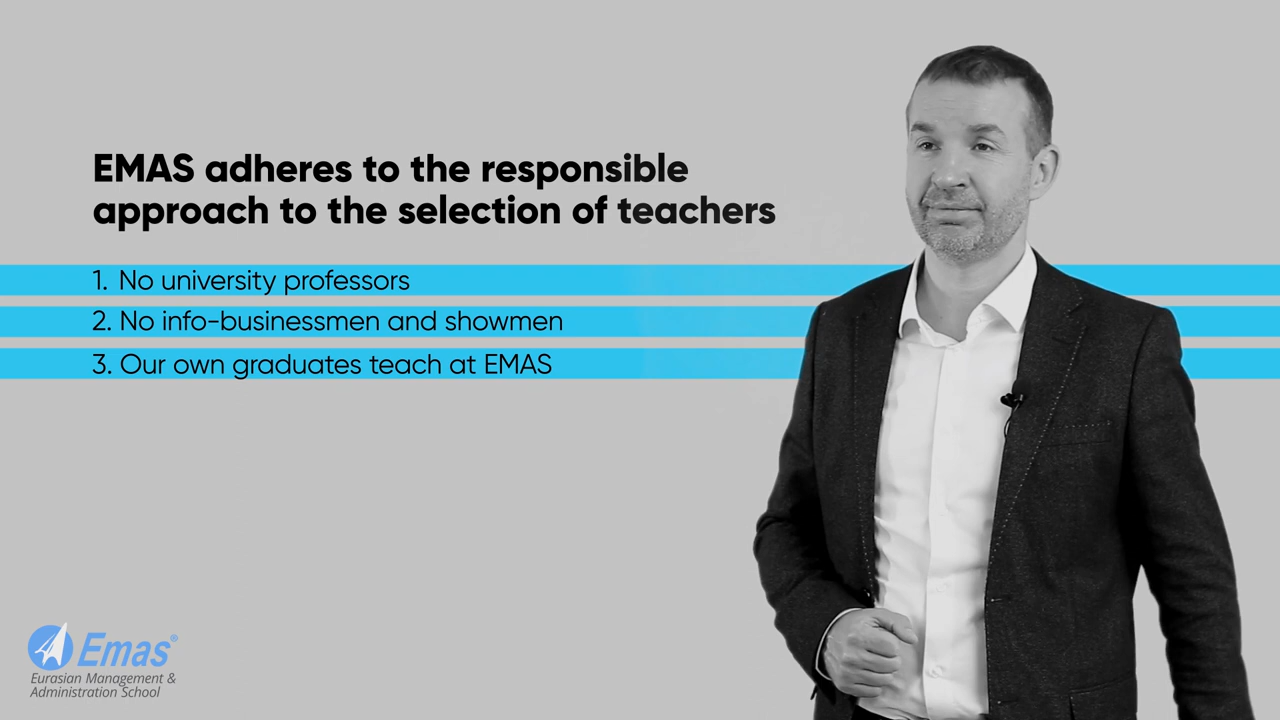 EMAS adheres to the responsible
approach to the selection of teachers
1. No university professors
2. No info-businessmen and showmen
3. Our own graduates teach at EMAS
Emas®
Eurasian Management &
Administration School